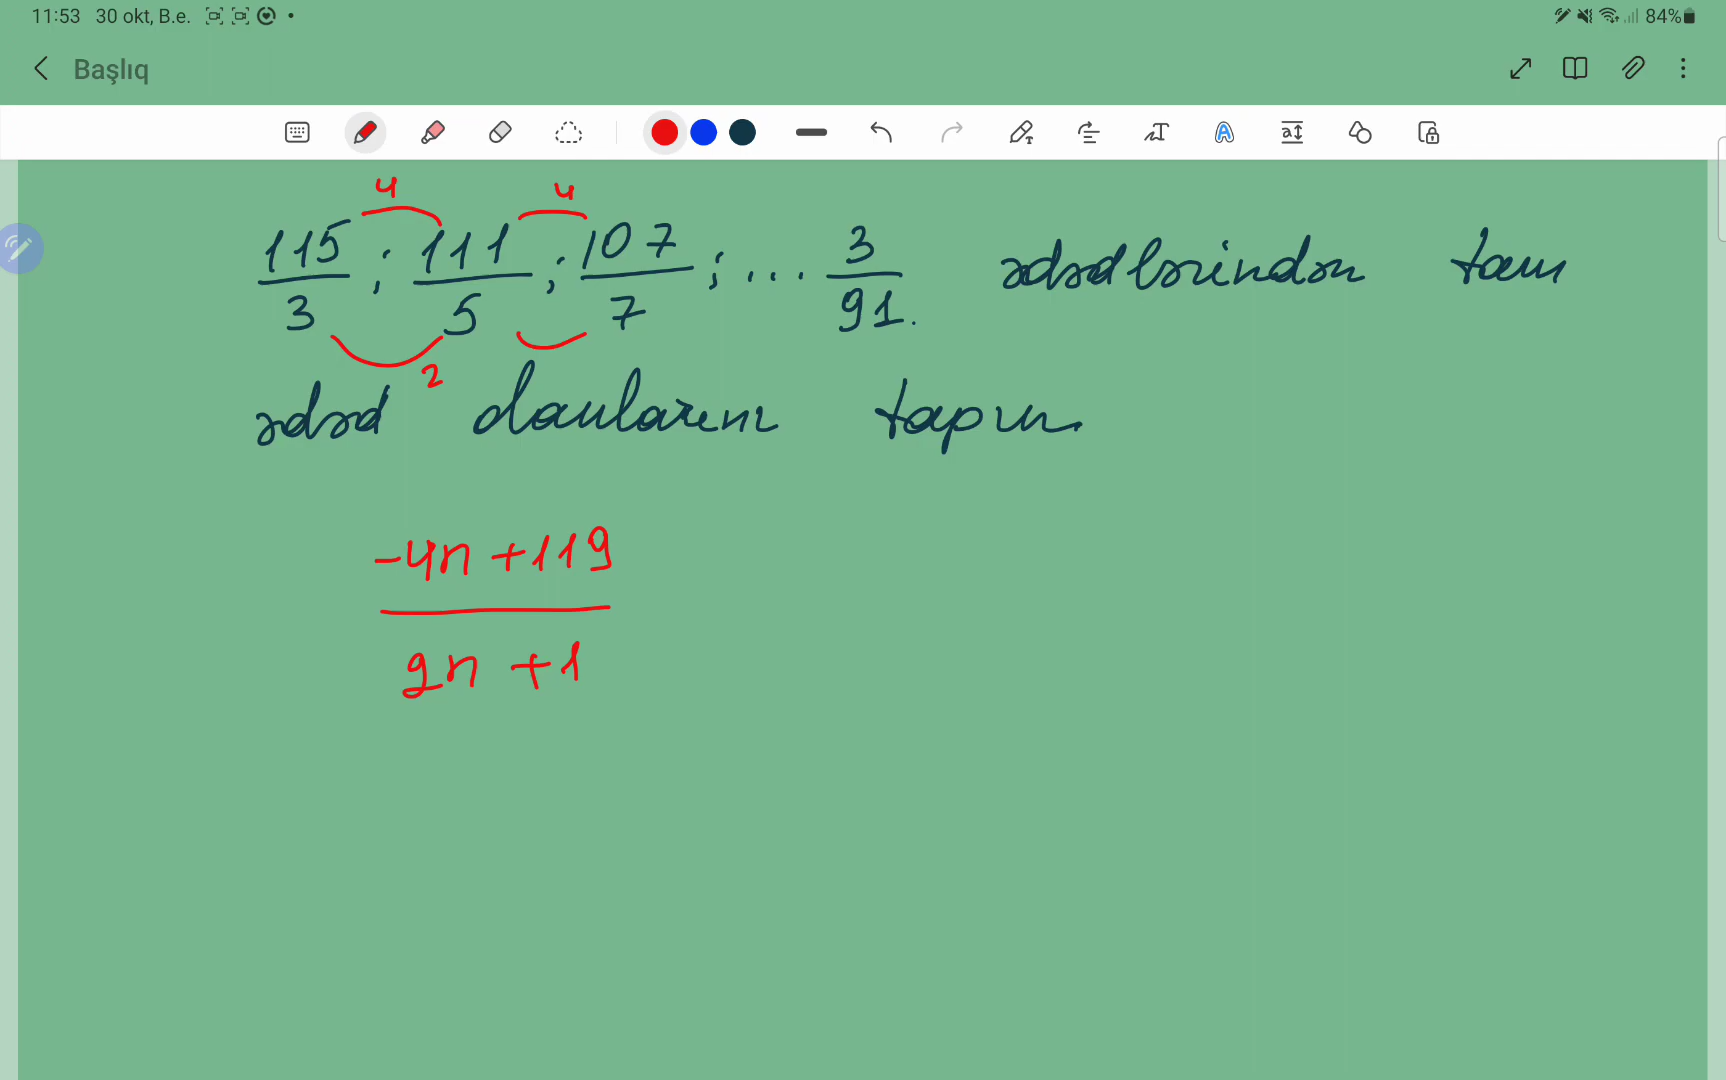 11:53 30 okt, B.e. 84%
Başlıq
4 4
115/3 ; 111/5 ; 107/7 ; ... 3/91. ədədlərindən tam
2
ədəd olanlarını tapın.
-4n +119
2n +1